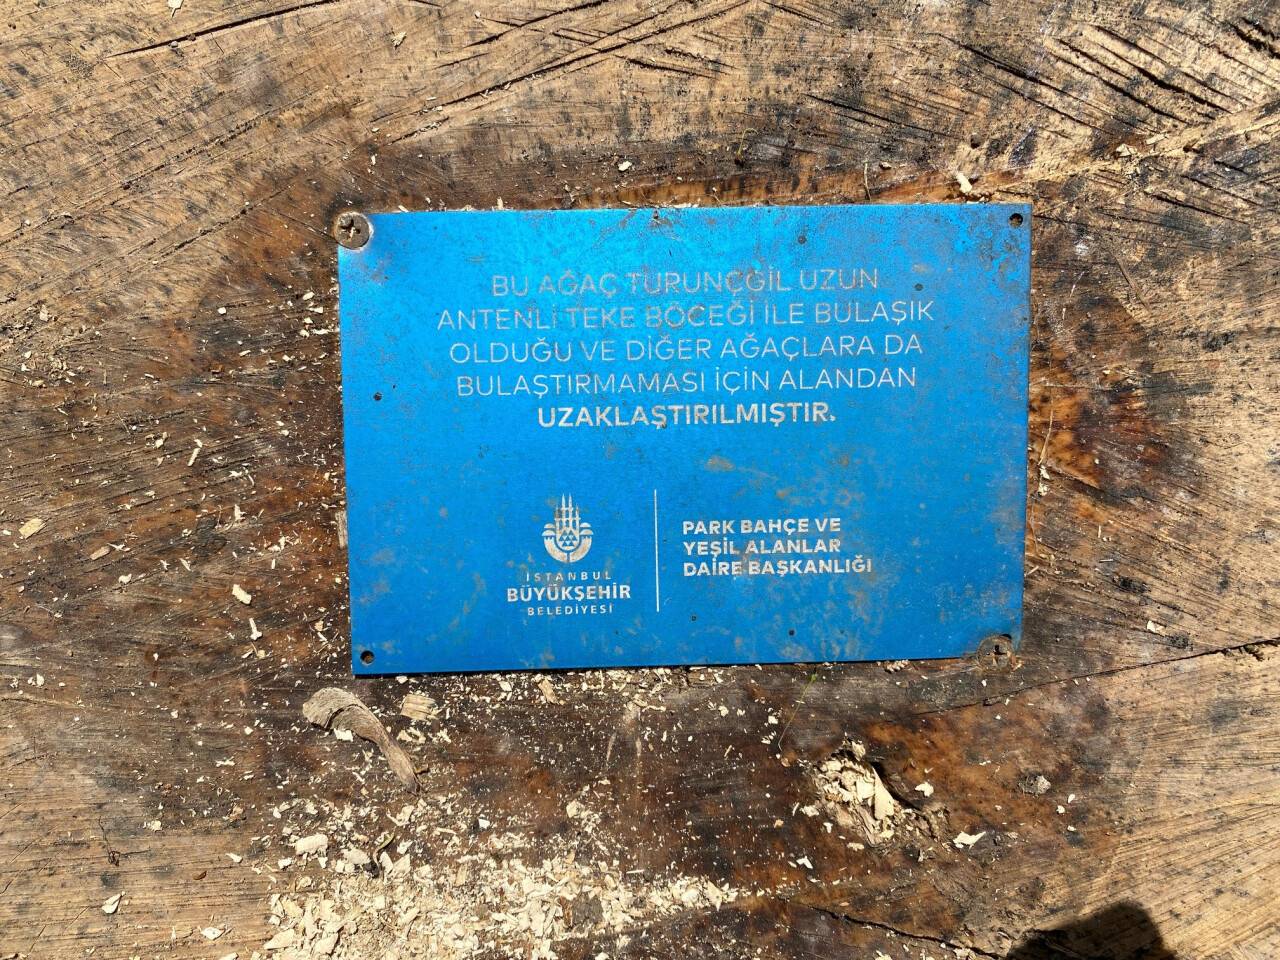 BU AĞAÇ TURUNÇGİL UZUN
ANTENLİ TEKE BÖCEĞİ İLE BULAŞIK
OLDUĞU VE DİĞER AĞAÇLARA DA
BULAŞTIRMAMASI İÇİN ALANDAN
UZAKLAŞTIRILMIŞTIR.
İSTANBUL
BÜYÜKŞEHİR
BELEDİYESİ
PARK BAHÇE VE
YEŞİL ALANLAR
DAİRE BAŞKANLIĞI